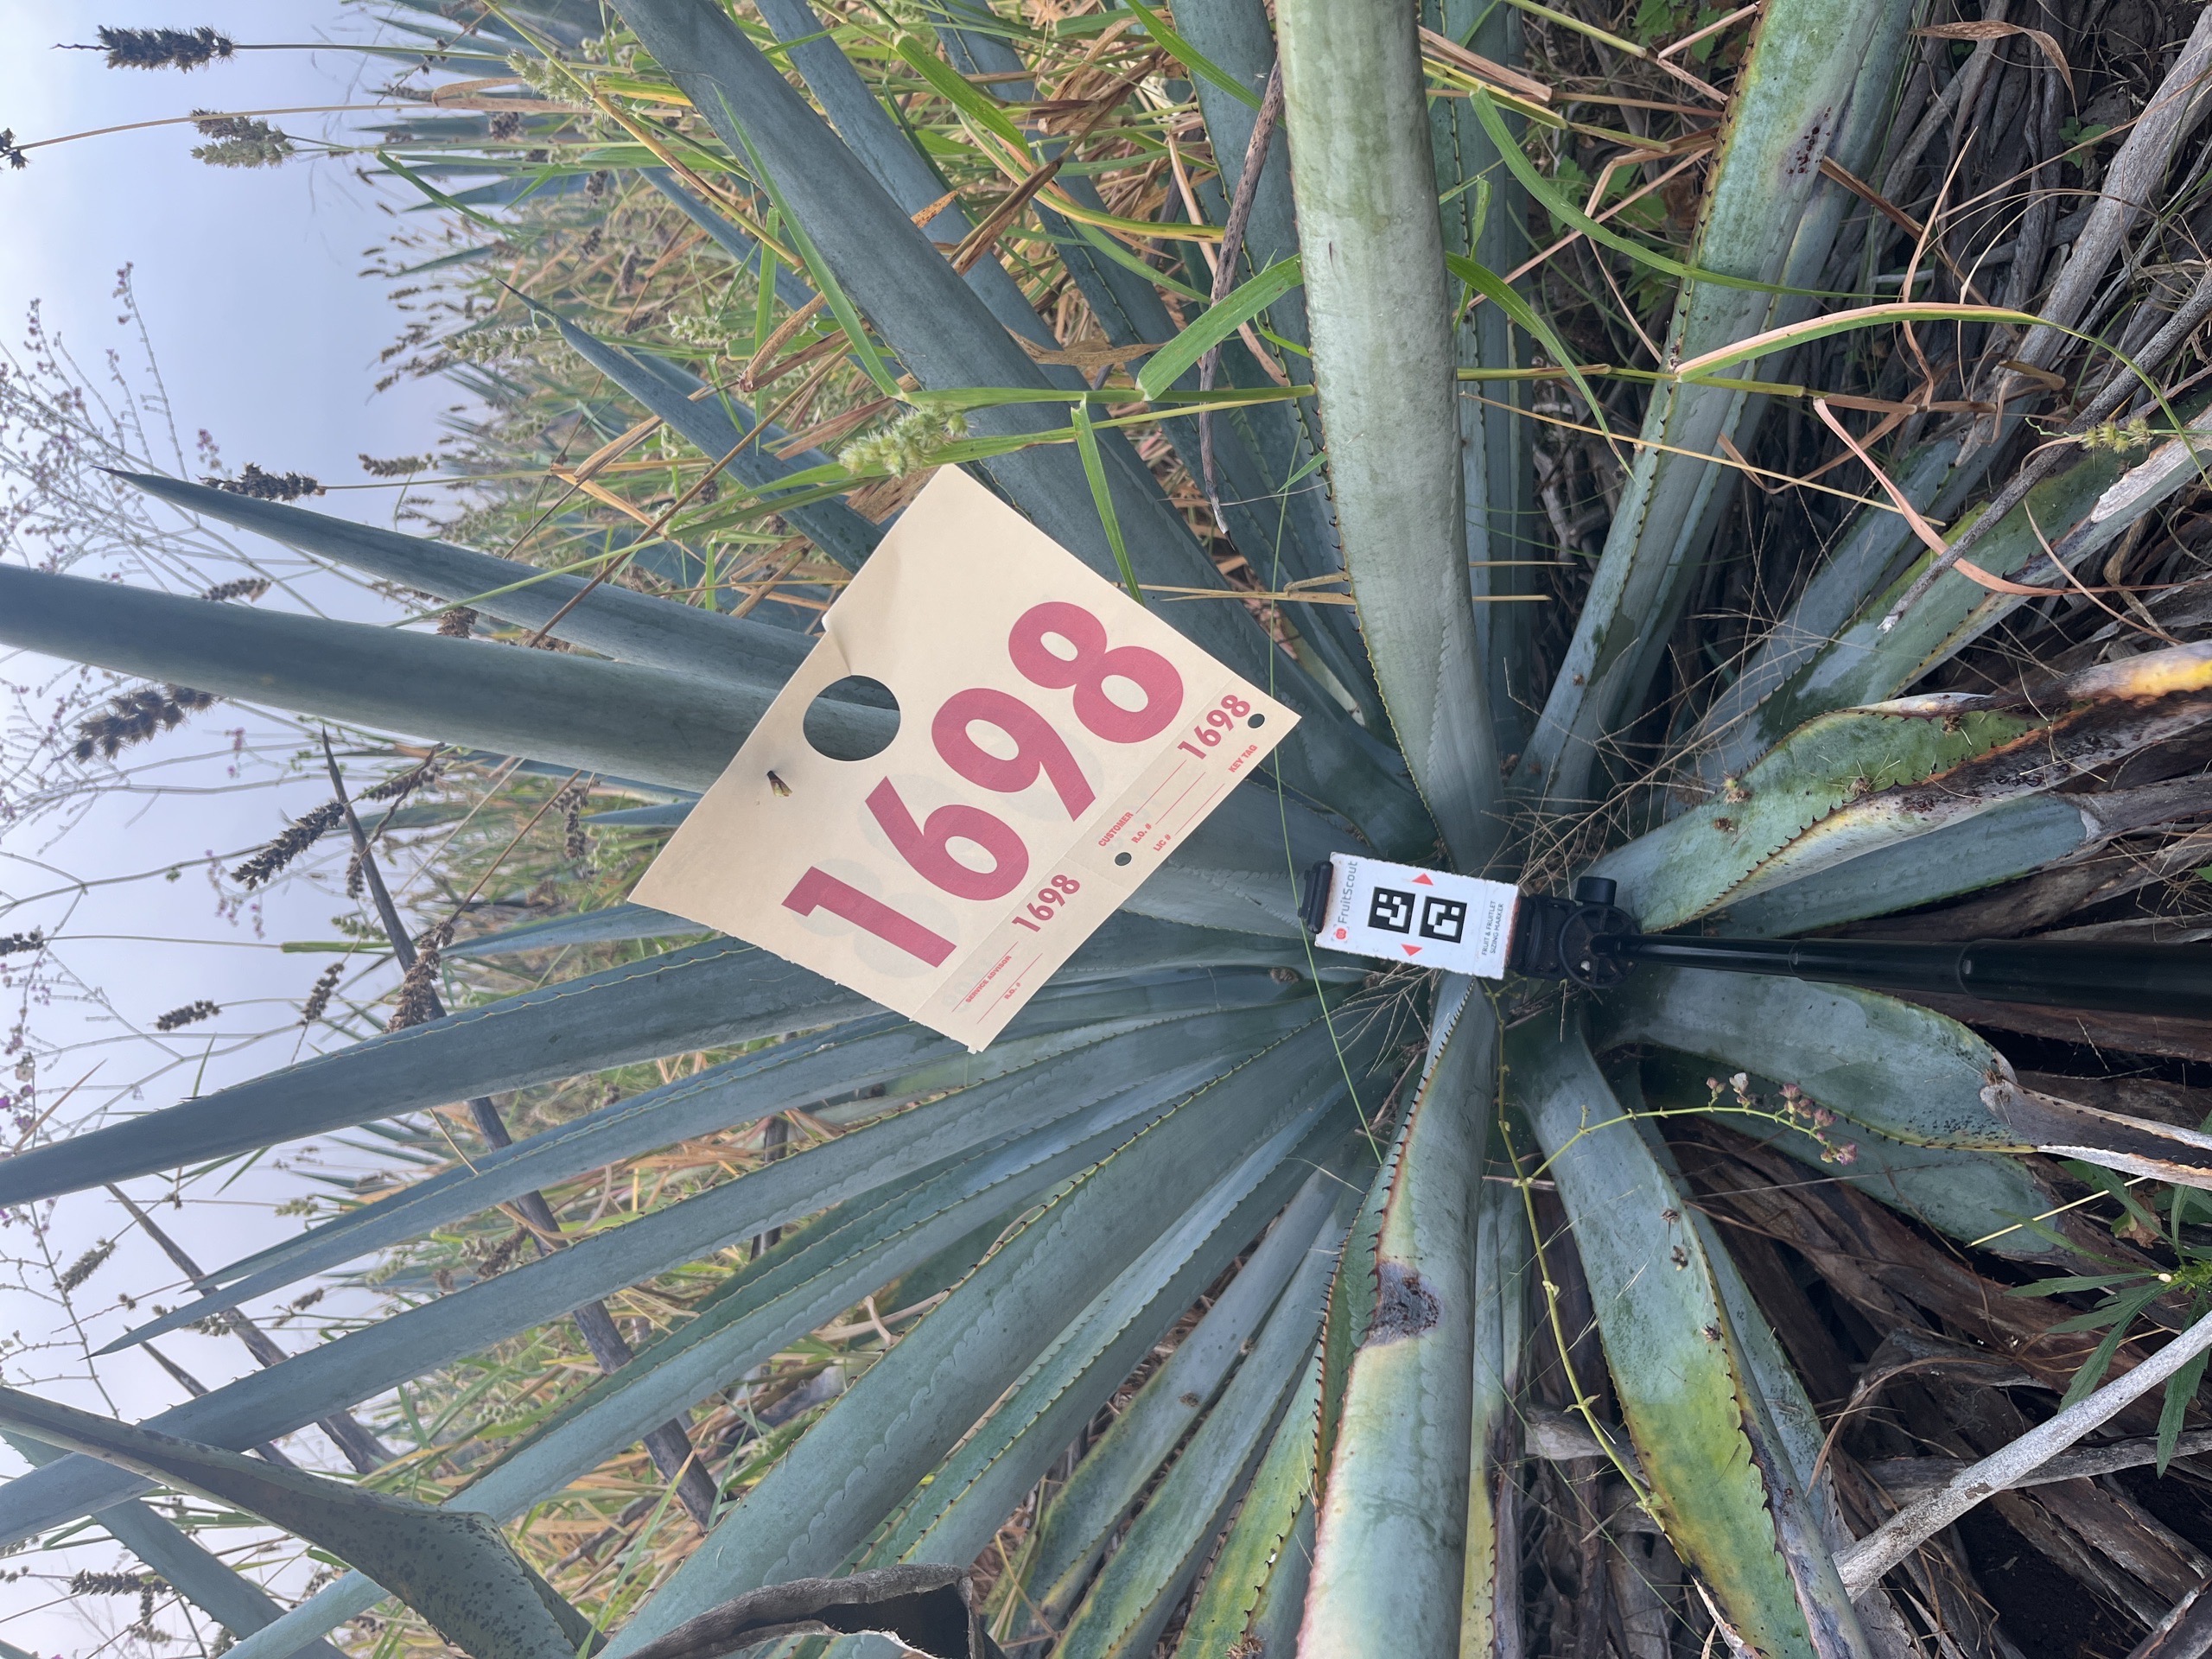 1698
SERVICE ADVISOR
R.O. #
1698
CUSTOMER
R.O. #
LIC #
1698
KEY TAG
FruitScout
FRUIT & FRUITLET
SIZING MARKER